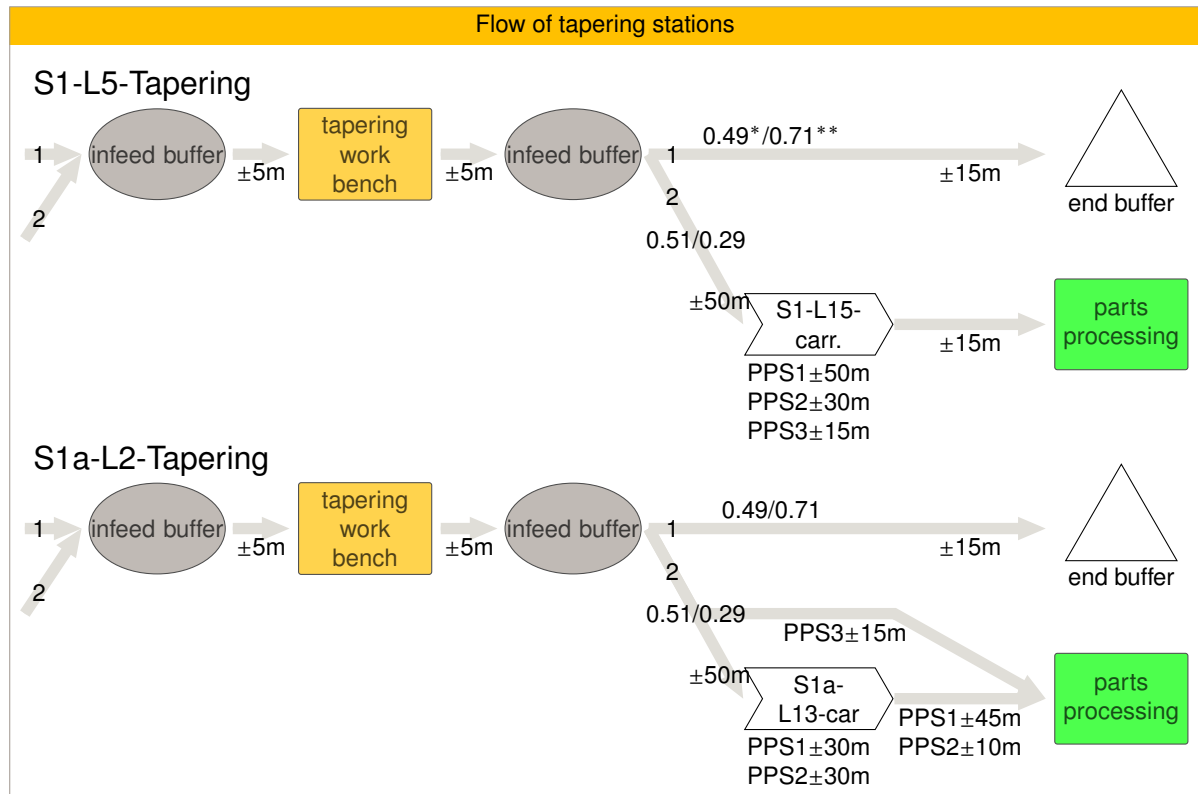 Flow of tapering stations
S1-L5-Tapering
1
2
infeed buffer
±5m
tapering
work
bench
±5m
infeed buffer
1
2
0.49*/0.71**
±15m
end buffer
0.51/0.29
±50m
S1-L15-
carr.
PPS1±50m
PPS2±30m
PPS3±15m
±15m
parts
processing
S1a-L2-Tapering
1
2
infeed buffer
±5m
tapering
work
bench
±5m
infeed buffer
1
2
0.49/0.71
±15m
end buffer
0.51/0.29
PPS3±15m
±50m
S1a-
L13-car
PPS1±30m
PPS2±30m
PPS1±45m
PPS2±10m
parts
processing